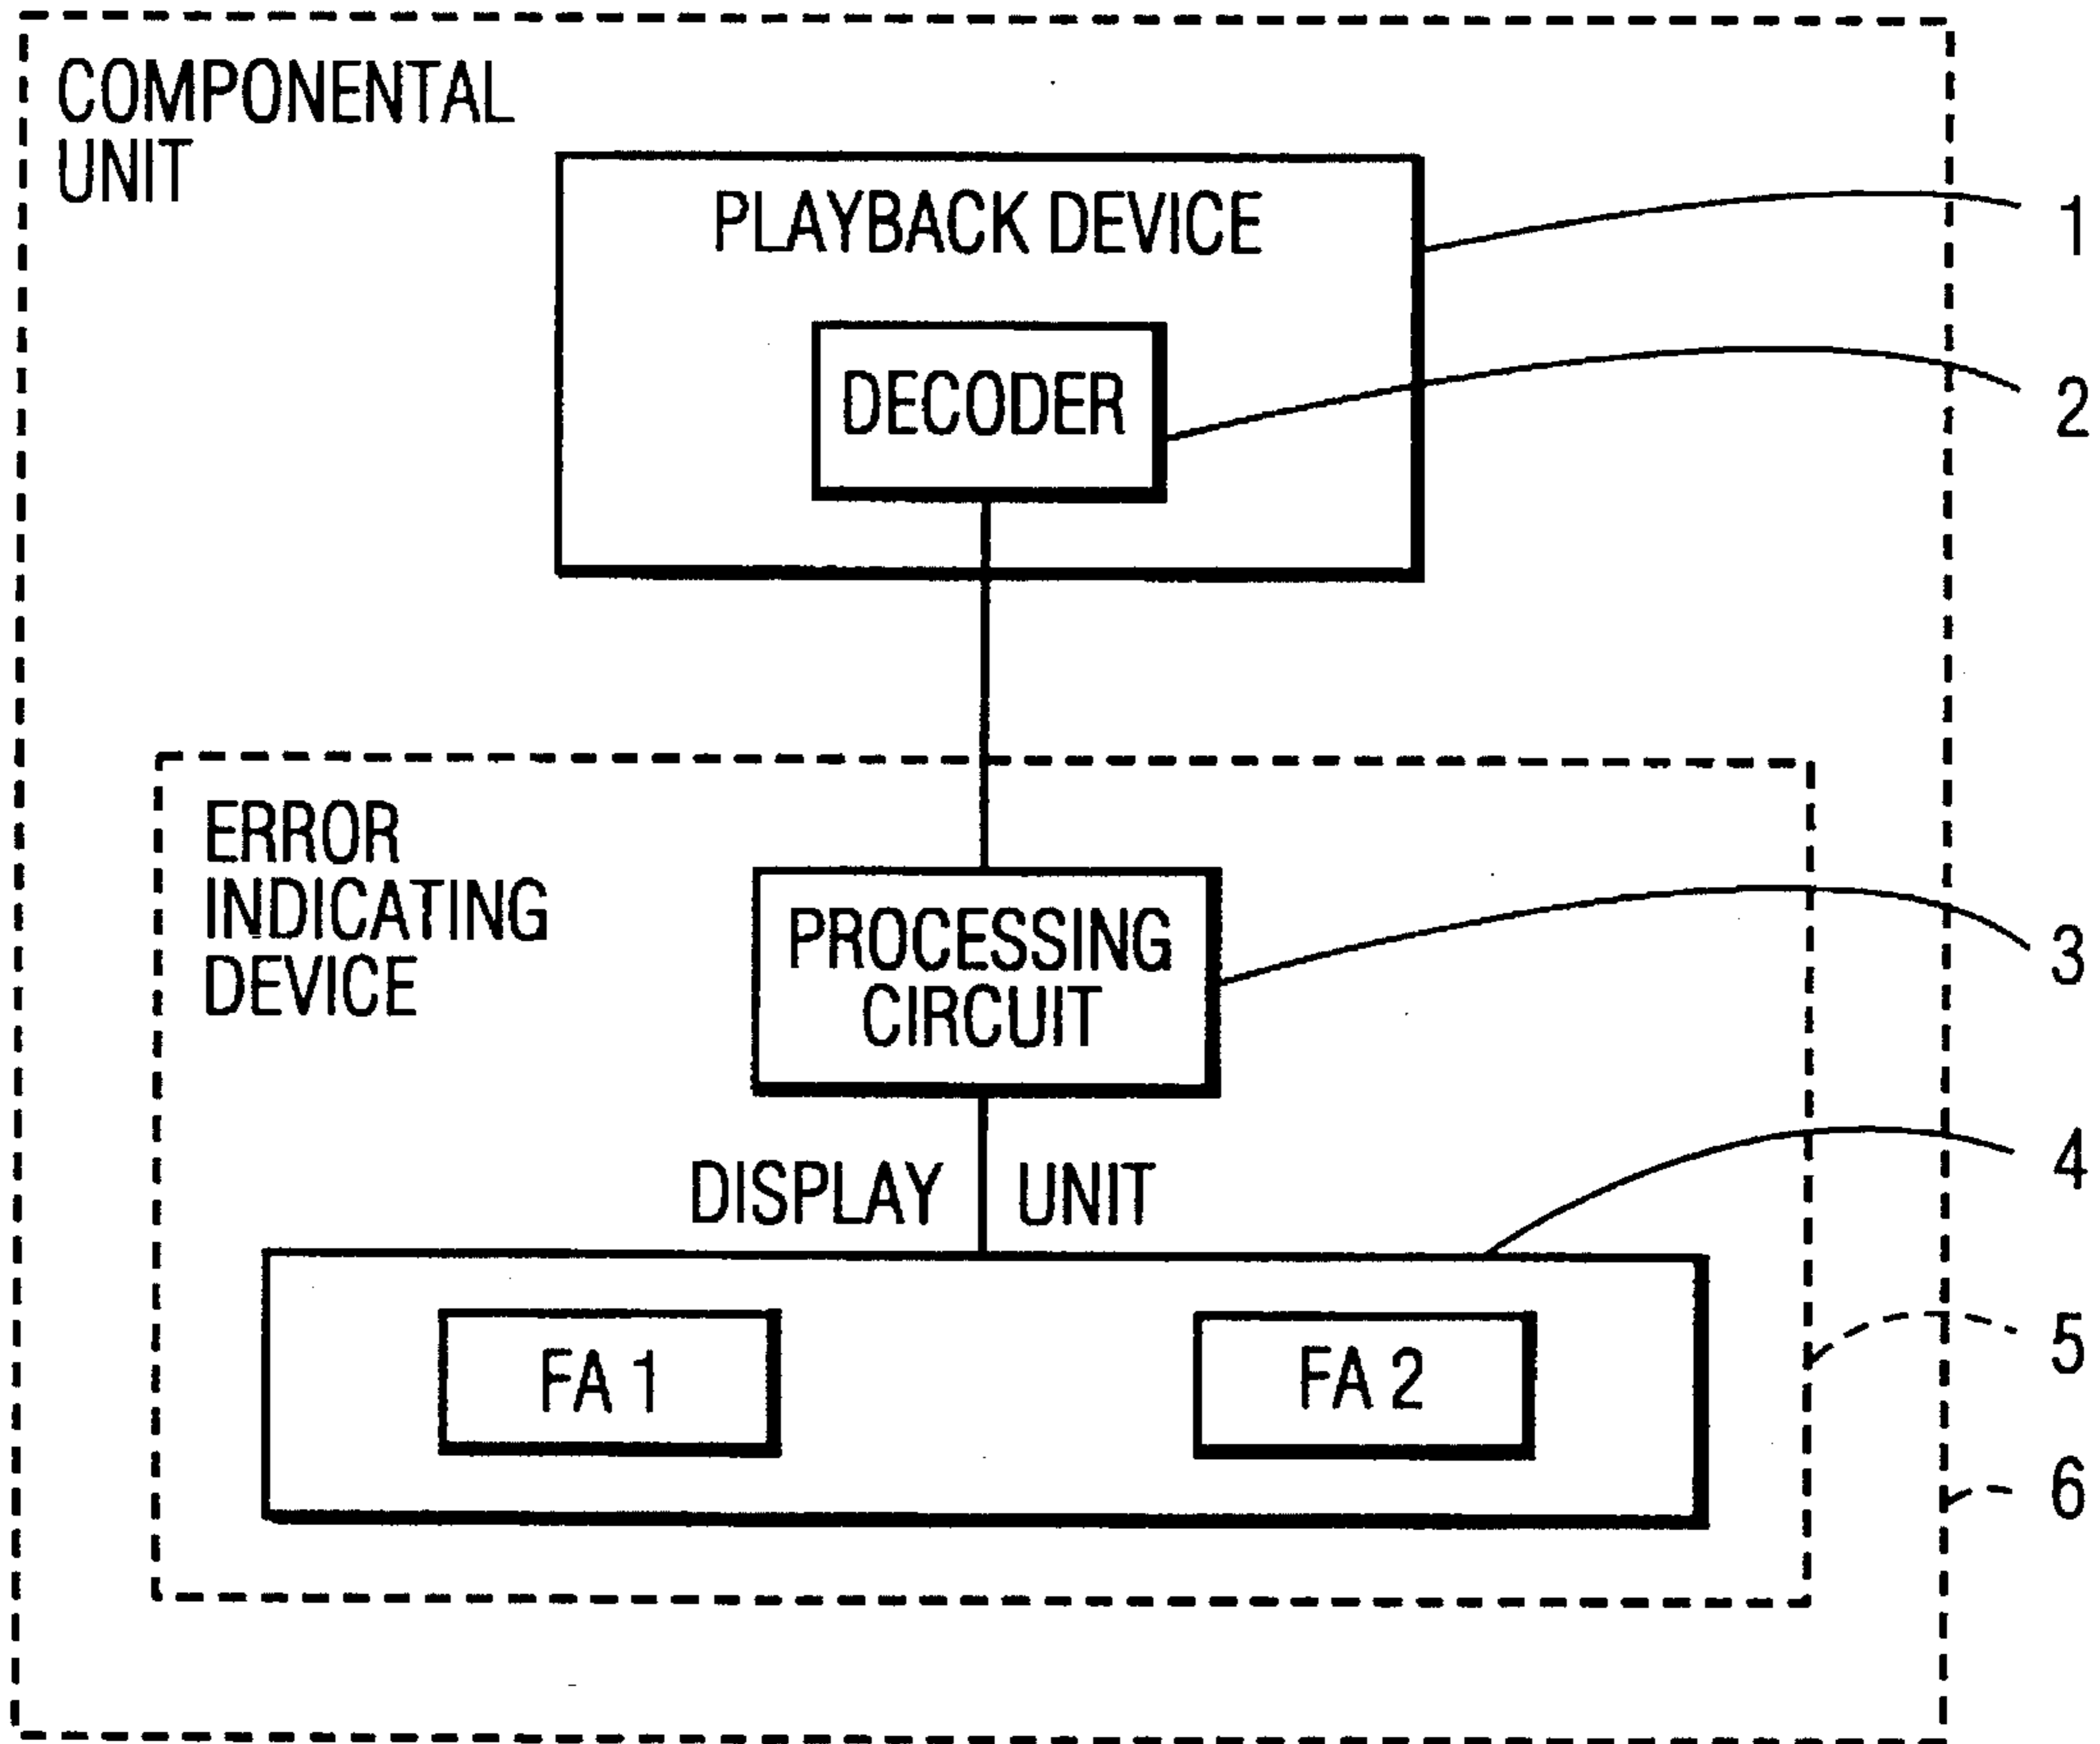 COMPONENTAL
UNIT
PLAYBACK DEVICE
1
DECODER
2
ERROR
INDICATING
DEVICE
PROCESSING
CIRCUIT
3
DISPLAY UNIT
4
FA 1
FA 2
5
6